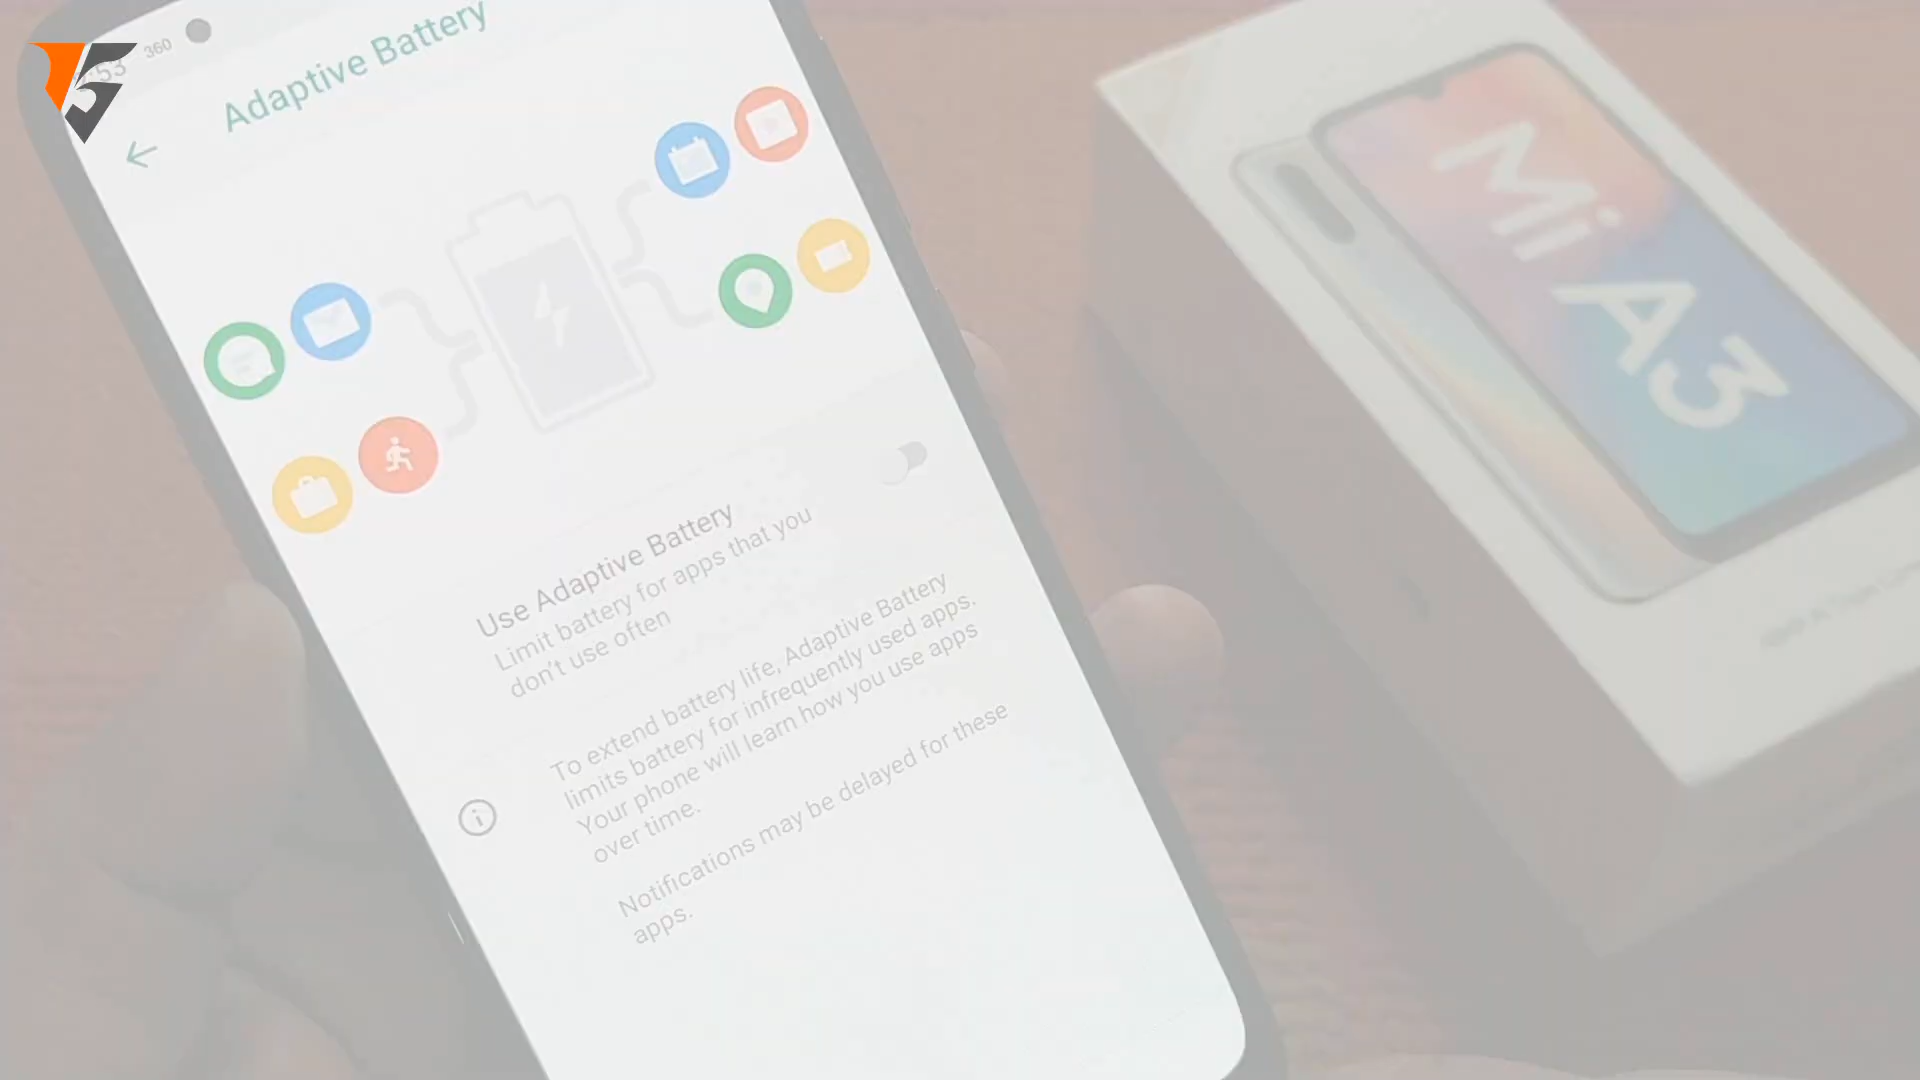 360
:53
Adaptive Battery
Use Adaptive Battery
Limit battery for apps that you
don't use often
To extend battery life, Adaptive Battery
limits battery for infrequently used apps.
Your phone will learn how you use apps
over time.
Notifications may be delayed for these
apps.
Mi
A3